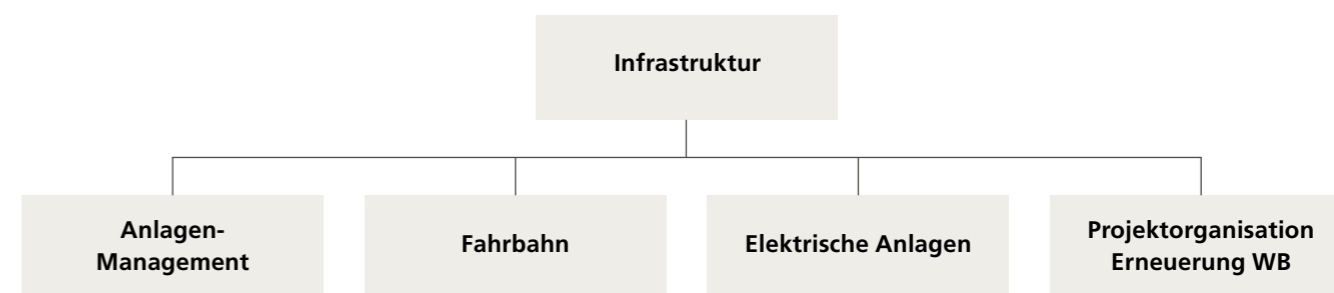 Infrastruktur
Anlagen-
Management
Fahrbahn
Elektrische Anlagen
Projektorganisation
Erneuerung WB